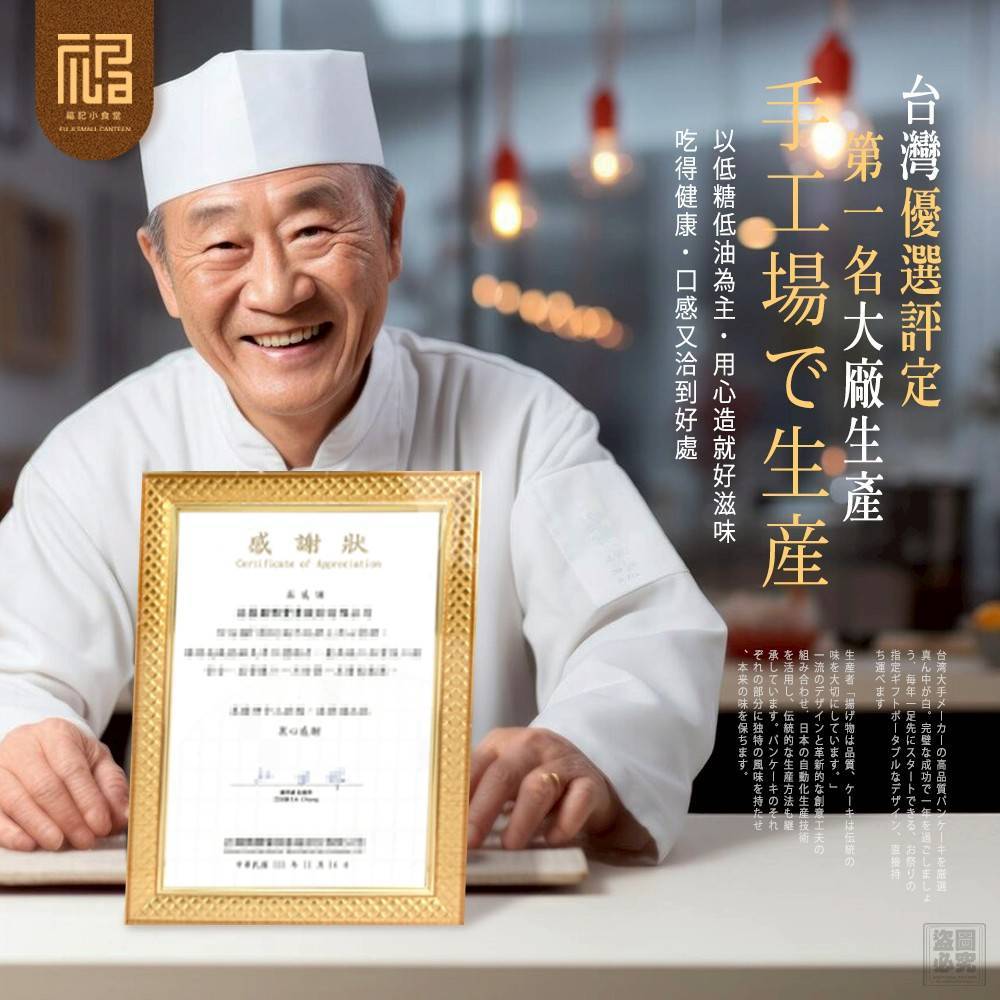 福記小食堂
FU JI SMALL CANTEEN
台灣優選評定
第一名大廠生產
手工場で生産
以低糖低油為主・用心造就好滋味
吃得健康・口感又洽到好處
感謝狀
Certificate of Appreciation
台湾大手メーカーの高品質パンケーキを厳選
真ん中が白。完璧な成功で一年を過ごしましょ
う、毎年一足先にスタートできる、お祭りの
指定ギフトポータブルなデザイン、直接持
ち運べます
生産者「揚げ物は品質、ケーキは伝統の
味を大切にしています。」
一流のデザインと革新的な創意工夫の
組み合わせ、日本の自動化生産技術
を活用し、伝統的な生産方法も継
承しています。パンケーキのそれ
ぞれの部分に独特の風味を持たせ
、本来の味を保ちます。
盜圖
必究